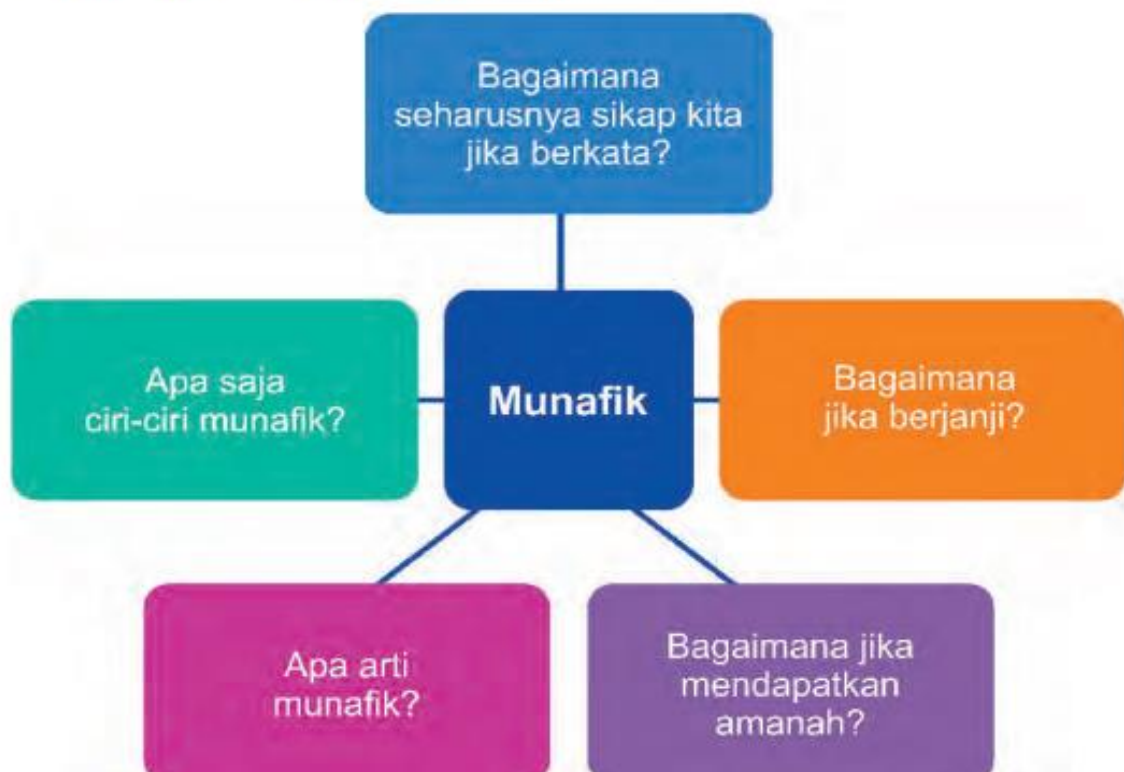 Bagaimana
seharusnya sikap kita
jika berkata?
Apa saja
ciri-ciri munafik?
Munafik
Bagaimana
jika berjanji?
Apa arti
munafik?
Bagaimana jika
mendapatkan
amanah?